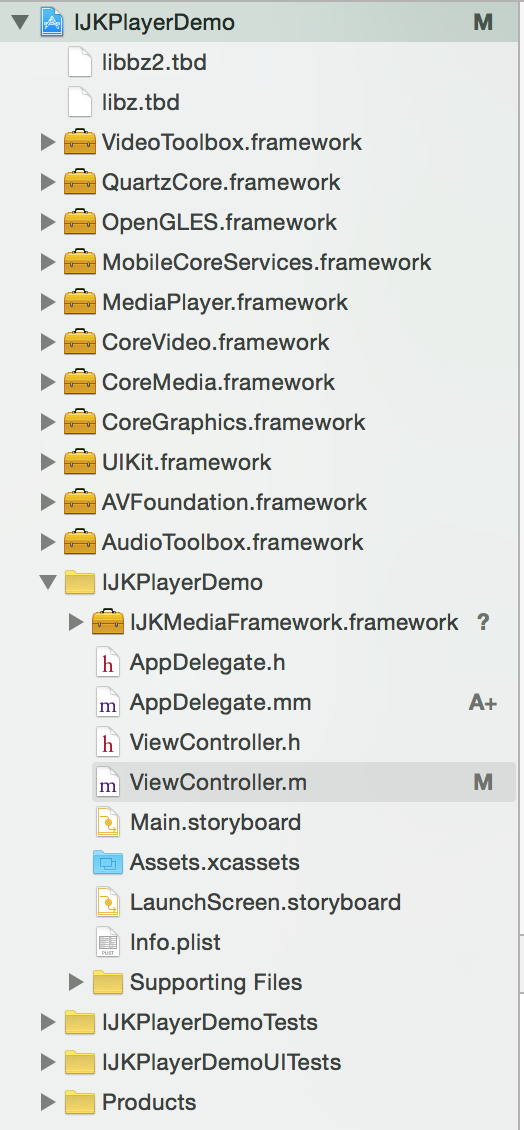 IJKPlayerDemo M
libbz2.tbd
libz.tbd
VideoToolbox.framework
QuartzCore.framework
OpenGLES.framework
MobileCoreServices.framework
MediaPlayer.framework
CoreVideo.framework
CoreMedia.framework
CoreGraphics.framework
UIKit.framework
AVFoundation.framework
AudioToolbox.framework
IJKPlayerDemo
IJKMediaFramework.framework ?
h AppDelegate.h
m AppDelegate.mm A+
h ViewController.h
m ViewController.m M
Main.storyboard
Assets.xcassets
LaunchScreen.storyboard
PLIST Info.plist
Supporting Files
IJKPlayerDemoTests
IJKPlayerDemoUITests
Products